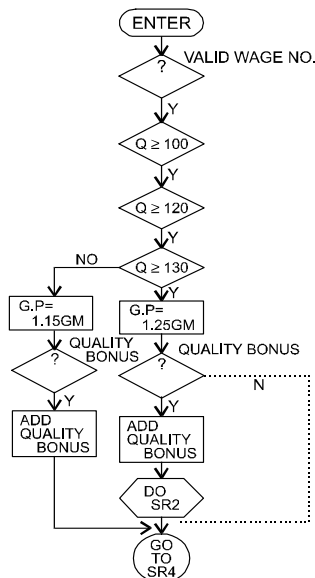 ENTER
VALID WAGE NO.
?
Y
Q ≥ 100
Y
Q ≥ 120
Y
NO
Q ≥ 130
Y
G.P=
1.15GM
G.P=
1.25GM
QUALITY
BONUS
?
Y
QUALITY BONUS
?
N
Y
ADD
QUALITY
BONUS
ADD
QUALITY
BONUS
DO
SR2
GO
TO
SR4